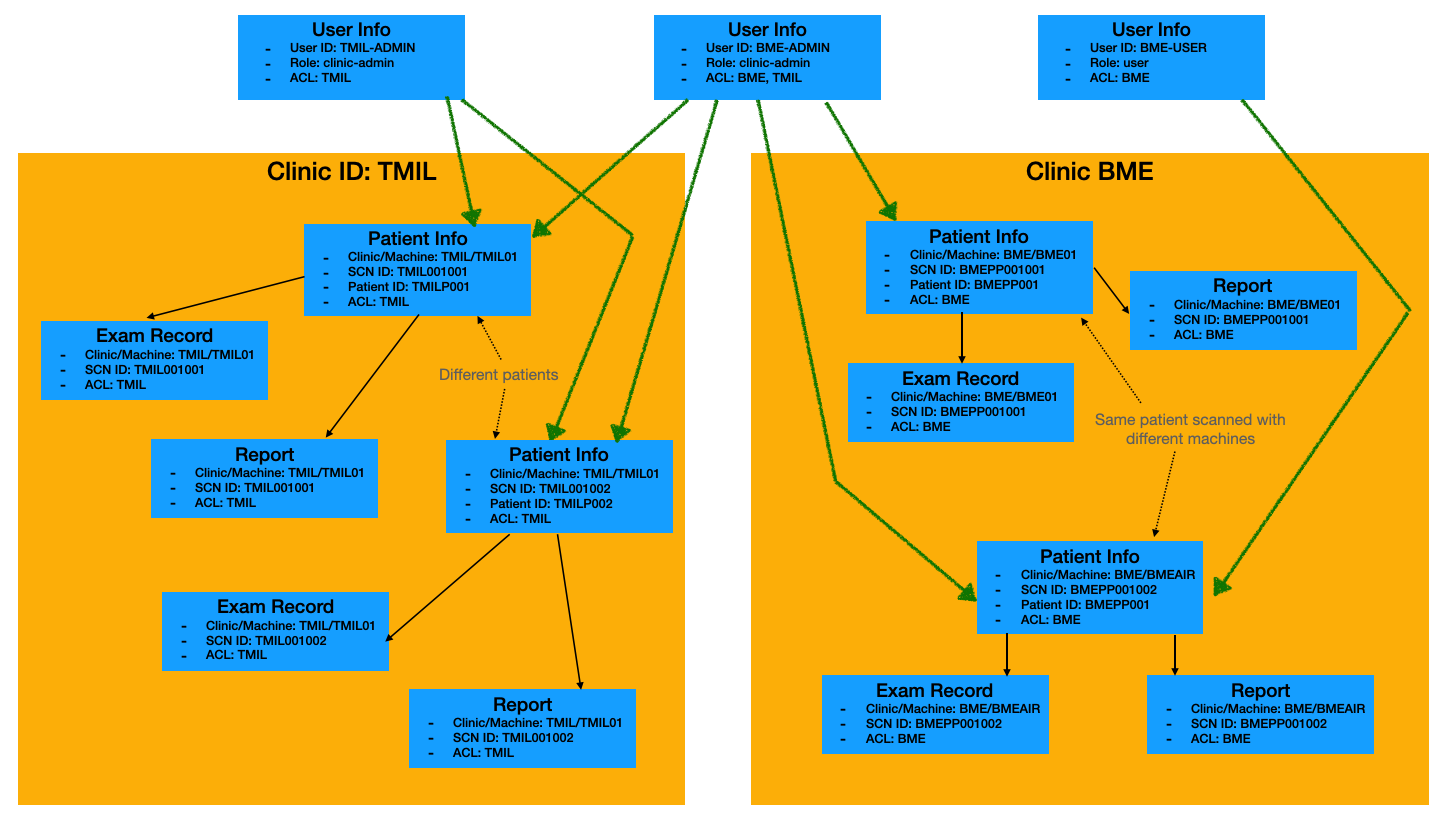 User Info
- User ID: TMIL-ADMIN
- Role: clinic-admin
- ACL: TMIL
User Info
- User ID: BME-ADMIN
- Role: clinic-admin
- ACL: BME, TMIL
User Info
- User ID: BME-USER
- Role: user
- ACL: BME
Clinic ID: TMIL
Patient Info
- Clinic/Machine: TMIL/TMIL01
- SCN ID: TMIL001001
- Patient ID: TMILP001
- ACL: TMIL
Exam Record
- Clinic/Machine: TMIL/TMIL01
- SCN ID: TMIL001001
- ACL: TMIL
Different patients
Report
- Clinic/Machine: TMIL/TMIL01
- SCN ID: TMIL001001
- ACL: TMIL
Patient Info
- Clinic/Machine: TMIL/TMIL01
- SCN ID: TMIL001002
- Patient ID: TMILP002
- ACL: TMIL
Exam Record
- Clinic/Machine: TMIL/TMIL01
- SCN ID: TMIL001002
- ACL: TMIL
Report
- Clinic/Machine: TMIL/TMIL01
- SCN ID: TMIL001002
- ACL: TMIL
Clinic BME
Patient Info
- Clinic/Machine: BME/BME01
- SCN ID: BMEPP001001
- Patient ID: BMEPP001
- ACL: BME
Report
- Clinic/Machine: BME/BME01
- SCN ID: BMEPP001001
- ACL: BME
Exam Record
- Clinic/Machine: BME/BME01
- SCN ID: BMEPP001001
- ACL: BME
Same patient scanned with
different machines
Patient Info
- Clinic/Machine: BME/BMEAIR
- SCN ID: BMEPP001002
- Patient ID: BMEPP001
- ACL: BME
Exam Record
- Clinic/Machine: BME/BMEAIR
- SCN ID: BMEPP001002
- ACL: BME
Report
- Clinic/Machine: BME/BMEAIR
- SCN ID: BMEPP001002
- ACL: BME